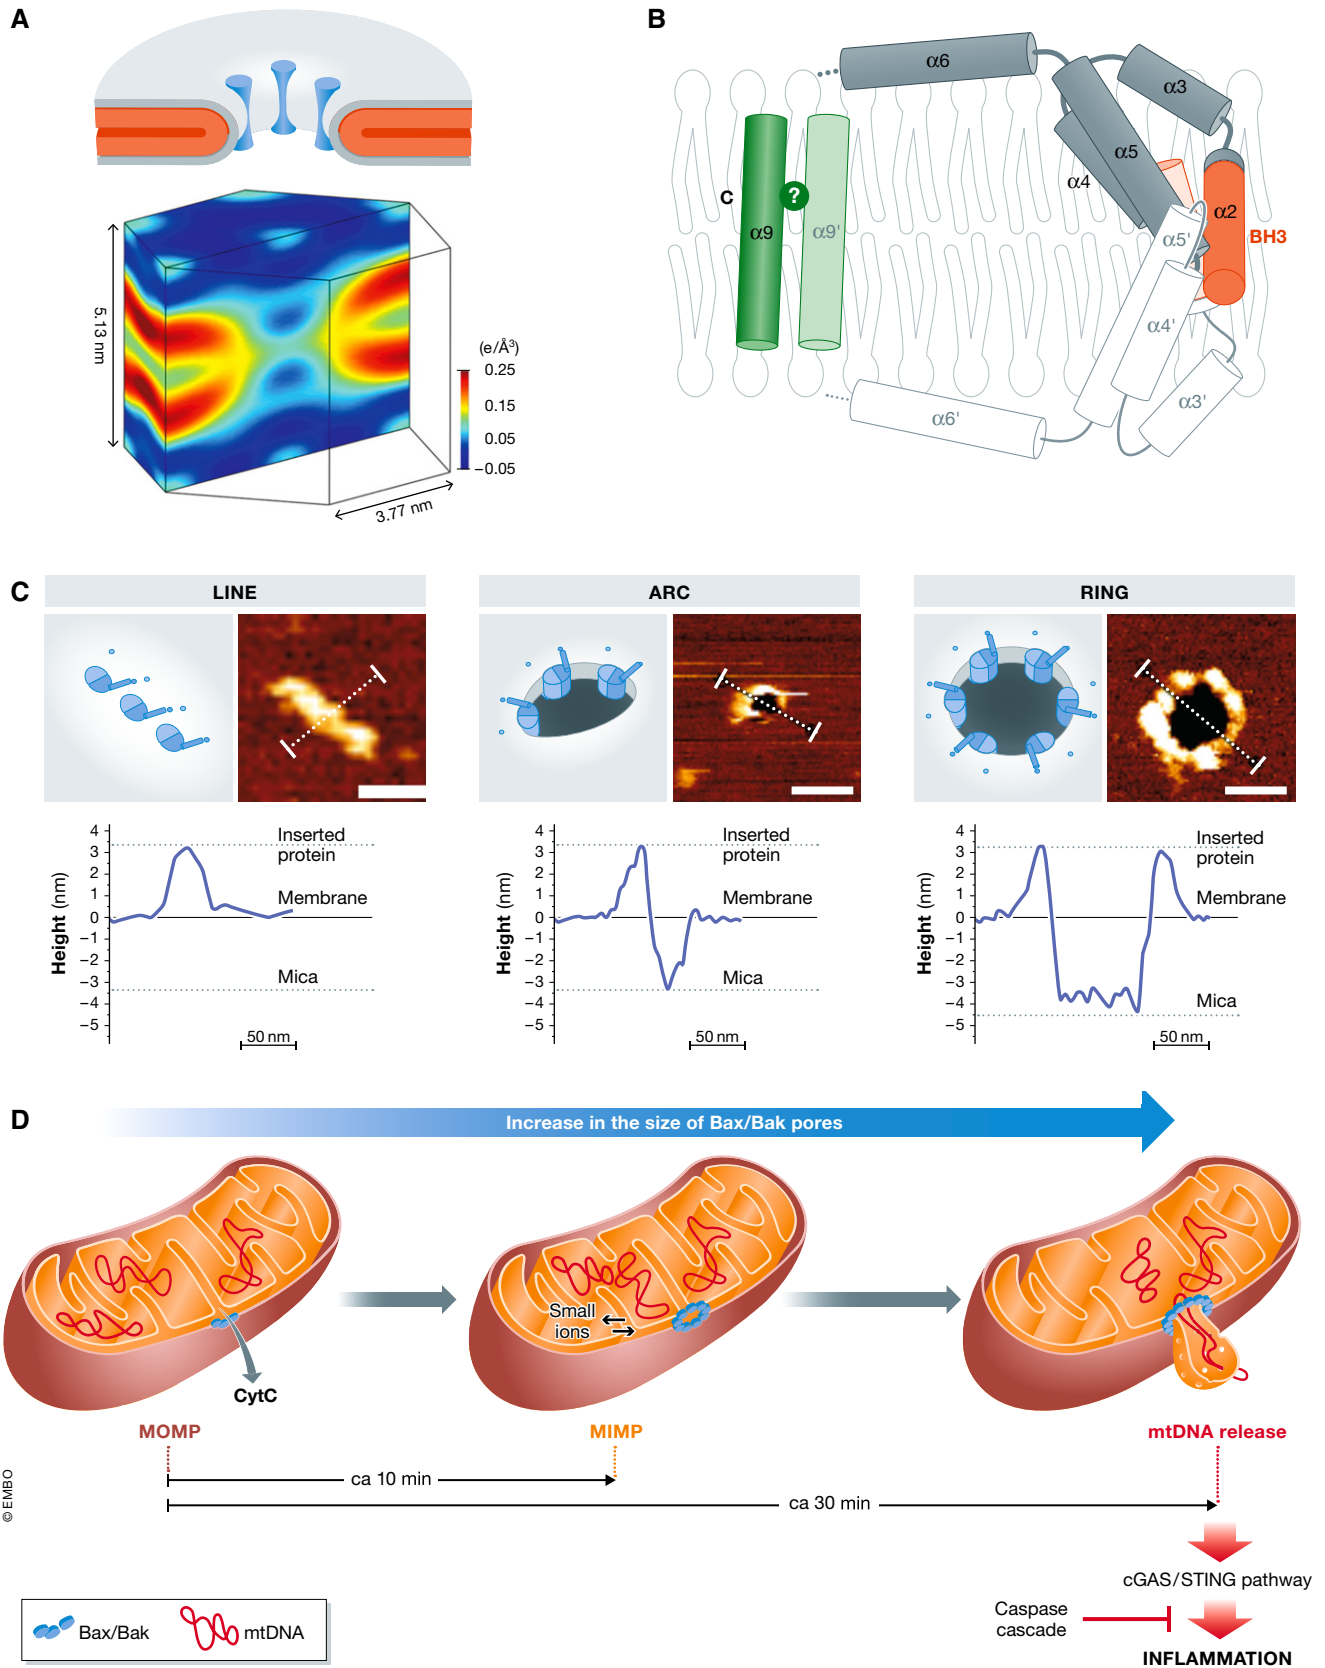 A
5.13 nm
3.77 nm
(e/Å³)
0.25
0.15
0.05
−0.05
B
α6
α3
α5
α4
α2
BH3
C
α9
?
α9'
α5'
α4'
α3'
α6'
C
LINE
ARC
RING
Height (nm)
4
3
2
1
0
−1
−2
−3
−4
−5
Inserted
protein
Membrane
Mica
50 nm
Height (nm)
4
3
2
1
0
−1
−2
−3
−4
−5
Inserted
protein
Membrane
Mica
50 nm
Height (nm)
4
3
2
1
0
−1
−2
−3
−4
−5
Inserted
protein
Membrane
Mica
50 nm
D
Increase in the size of Bax/Bak pores
CytC
Small
ions
MOMP
MIMP
mtDNA release
ca 10 min
ca 30 min
cGAS/STING pathway
Caspase
cascade
INFLAMMATION
Bax/Bak
mtDNA
© EMBO